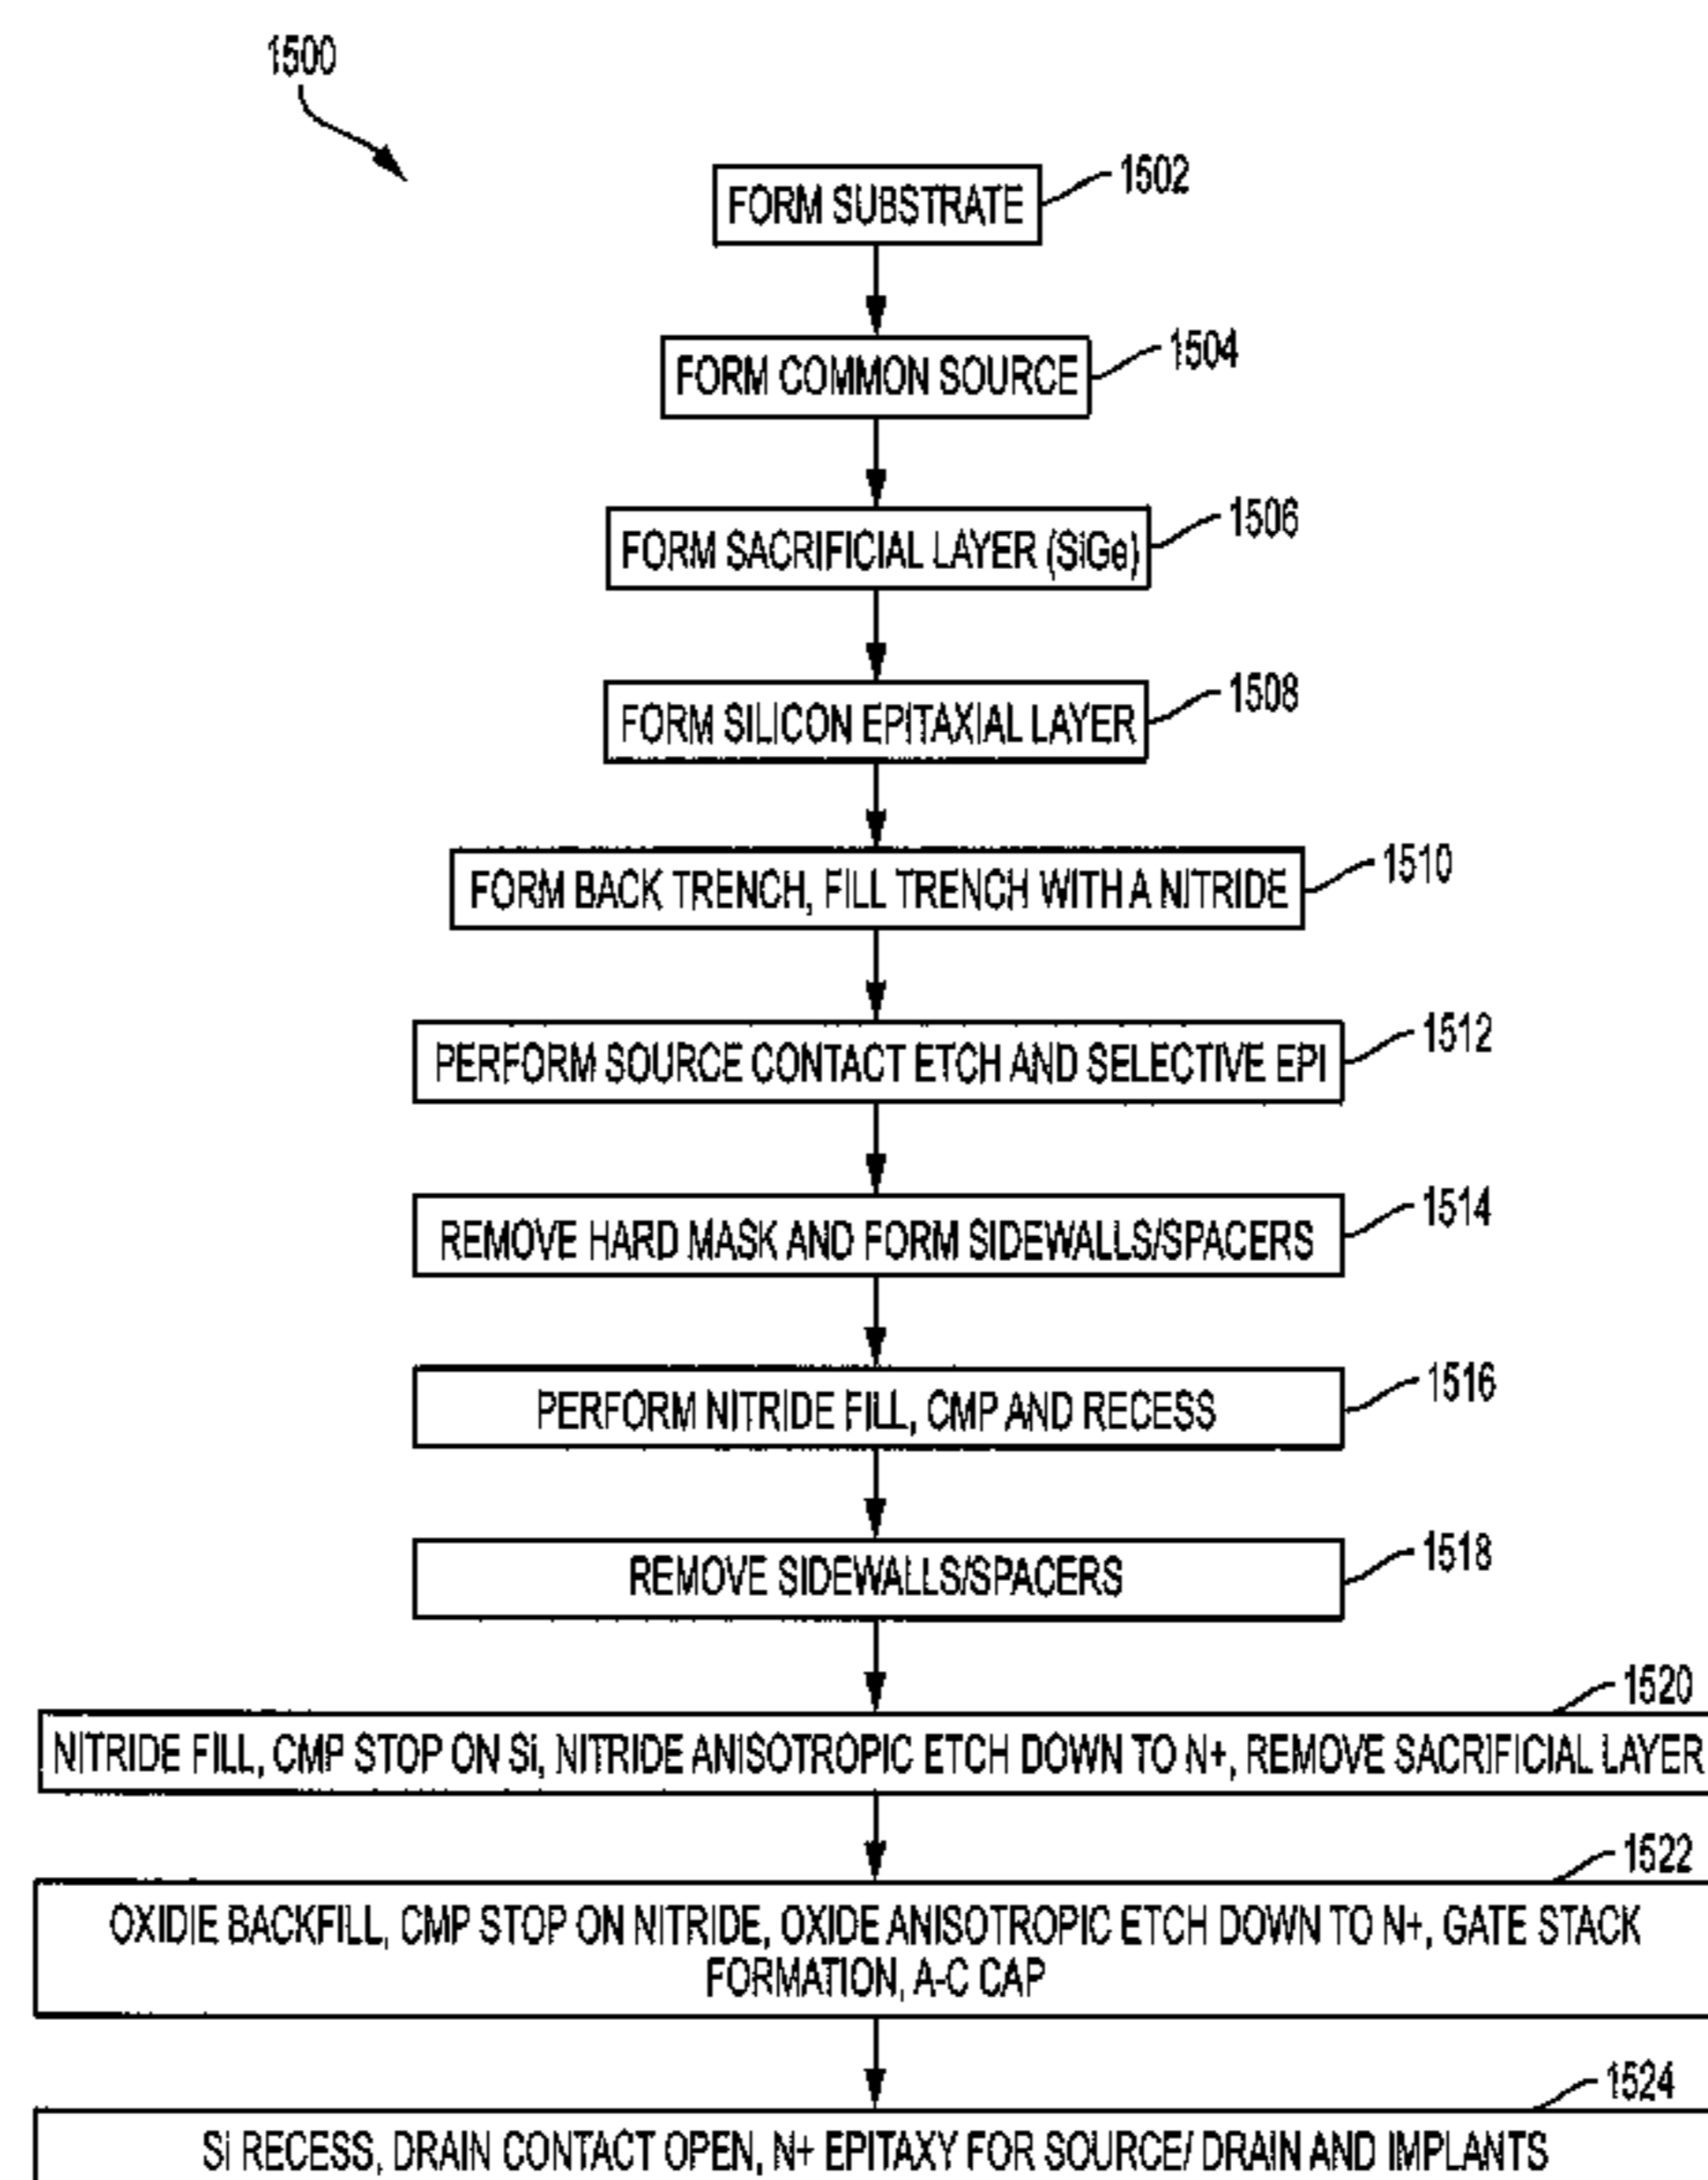 1500
FORM SUBSTRATE
1502
FORM COMMON SOURCE
1504
FORM SACRIFICIAL LAYER (SiGe)
1506
FORM SILICON EPITAXIAL LAYER
1508
FORM BACK TRENCH, FILL TRENCH WITH A NITRIDE
1510
PERFORM SOURCE CONTACT ETCH AND SELECTIVE EPI
1512
REMOVE HARD MASK AND FORM SIDEWALLS/SPACERS
1514
PERFORM NITRIDE FILL, CMP AND RECESS
1516
REMOVE SIDEWALLS/SPACERS
1518
NITRIDE FILL, CMP STOP ON Si, NITRIDE ANISOTROPIC ETCH DOWN TO N+, REMOVE SACRIFICIAL LAYER
1520
OXIDIE BACKFILL, CMP STOP ON NITRIDE, OXIDE ANISOTROPIC ETCH DOWN TO N+, GATE STACK
FORMATION, A-C CAP
1522
Si RECESS, DRAIN CONTACT OPEN, N+ EPITAXY FOR SOURCE/ DRAIN AND IMPLANTS
1524